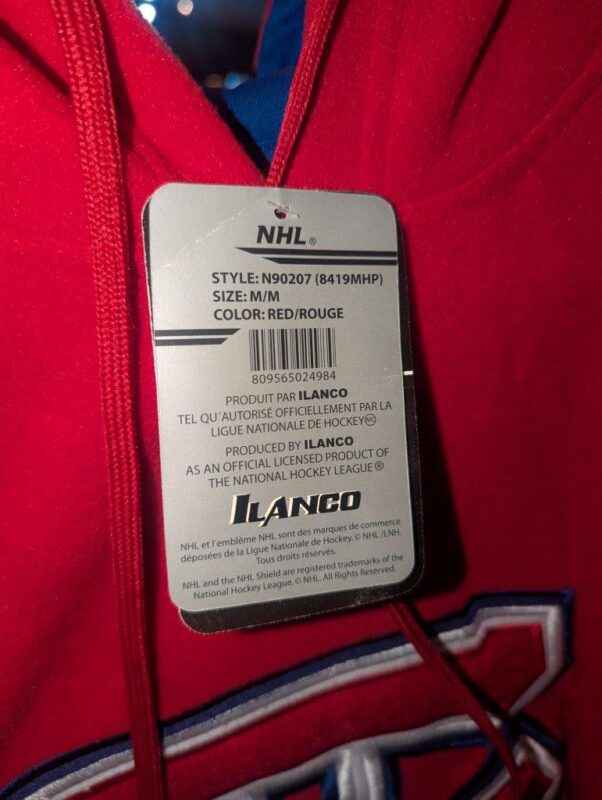 NHL®
STYLE: N90207 (8419MHP)
SIZE: M/M
COLOR: RED/ROUGE
809565024984
PRODUIT PAR ILANCO
TEL QU'AUTORISÉ OFFICIELLEMENT PAR LA
LIGUE NATIONALE DE HOCKEY MC
PRODUCED BY ILANCO
AS AN OFFICIAL LICENSED PRODUCT OF
THE NATIONAL HOCKEY LEAGUE ®
ILANCO
NHL et l'emblème NHL sont des marques de commerce
déposées de la Ligue Nationale de Hockey. © NHL /LNH.
Tous droits réservés.
NHL and the NHL Shield are registered trademarks of the
National Hockey League. © NHL. All Rights Reserved.